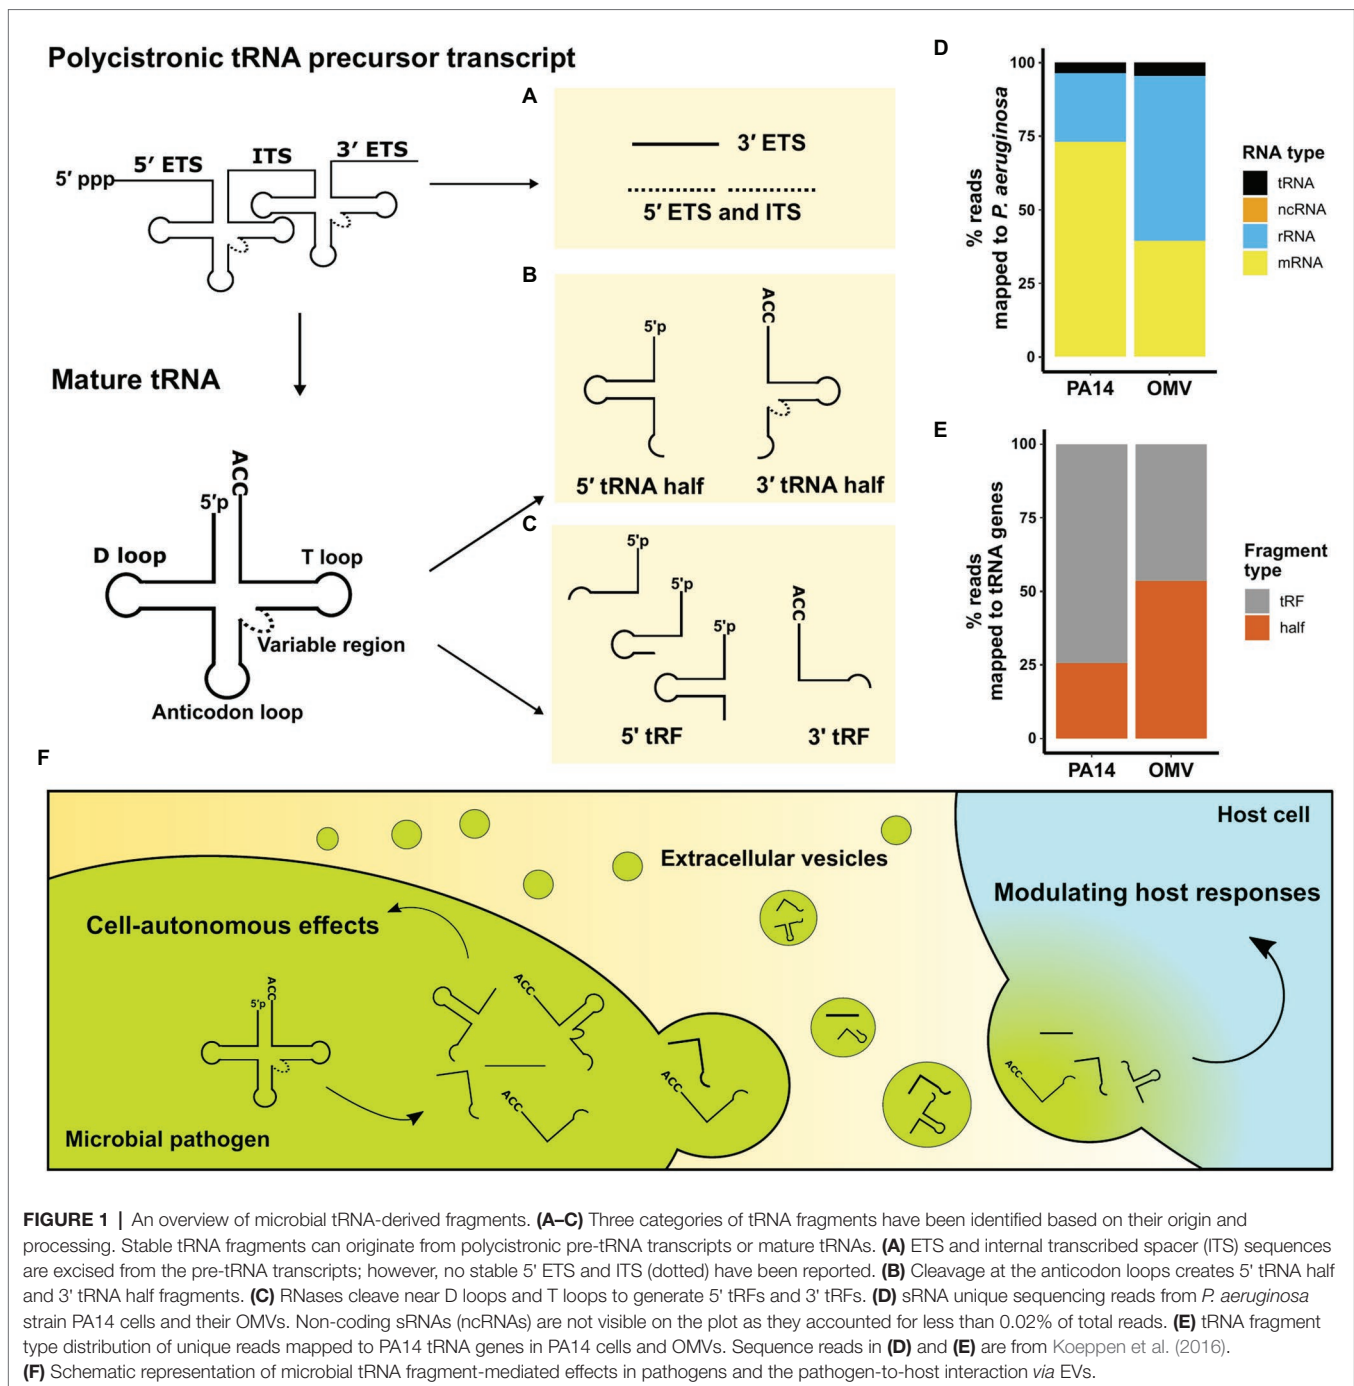 Polycistronic tRNA precursor transcript
5′ ppp
5′ ETS
ITS
3′ ETS
Mature tRNA
ACC
5'p
D loop
T loop
Variable region
Anticodon loop
A
3′ ETS
5′ ETS and ITS
B
5'p
ACC
5′ tRNA half
3′ tRNA half
C
5'p
5'p
5'p
ACC
5' tRF
3' tRF
D
% reads
mapped to P. aeruginosa
100
75
50
25
0
PA14
OMV
RNA type
tRNA
ncRNA
rRNA
mRNA
E
% reads
mapped to tRNA genes
100
75
50
25
0
PA14
OMV
Fragment
type
tRF
half
F
Host cell
Extracellular vesicles
Modulating host responses
Cell-autonomous effects
ACC
5'p
ACC
ACC
ACC
ACC
Microbial pathogen
FIGURE 1 | An overview of microbial tRNA-derived fragments. (A–C) Three categories of tRNA fragments have been identified based on their origin and
processing. Stable tRNA fragments can originate from polycistronic pre-tRNA transcripts or mature tRNAs. (A) ETS and internal transcribed spacer (ITS) sequences
are excised from the pre-tRNA transcripts; however, no stable 5' ETS and ITS (dotted) have been reported. (B) Cleavage at the anticodon loops creates 5' tRNA half
and 3' tRNA half fragments. (C) RNases cleave near D loops and T loops to generate 5' tRFs and 3' tRFs. (D) sRNA unique sequencing reads from P. aeruginosa
strain PA14 cells and their OMVs. Non-coding sRNAs (ncRNAs) are not visible on the plot as they accounted for less than 0.02% of total reads. (E) tRNA fragment
type distribution of unique reads mapped to PA14 tRNA genes in PA14 cells and OMVs. Sequence reads in (D) and (E) are from Koeppen et al. (2016).
(F) Schematic representation of microbial tRNA fragment-mediated effects in pathogens and the pathogen-to-host interaction via EVs.